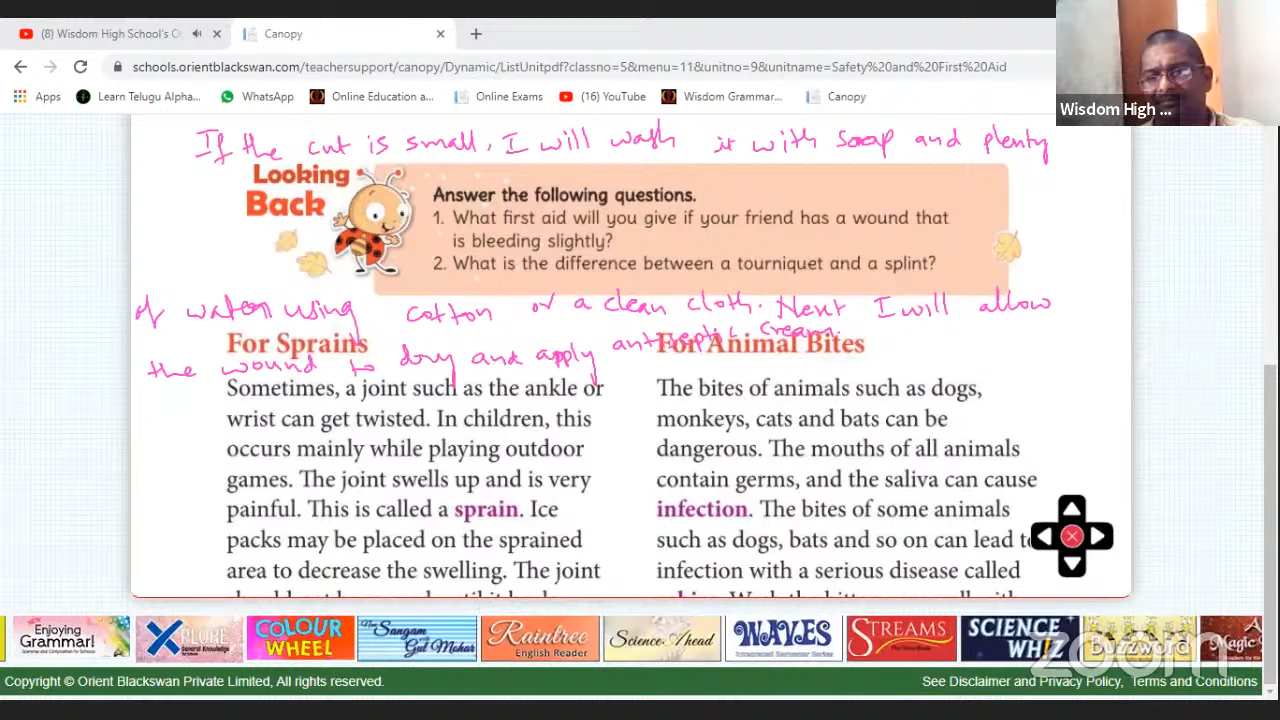 (8) Wisdom High School's C
Canopy
schools.orientblackswan.com/teachersupport/canopy/Dynamic/ListUnitpdf?classno=5&menu=11&unitno=9&unitname=Safety%20and%20First%20Aid
Apps
Learn Telugu Alpha...
WhatsApp
Online Education a...
Online Exams
(16) YouTube
Wisdom Grammar...
Canopy
Wisdom High ...
If the cut is small, I will wash it with soap and plenty
Looking
Back
Answer the following questions.
1. What first aid will you give if your friend has a wound that
is bleeding slightly?
2. What is the difference between a tourniquet and a splint?
of water using cotton or a clean cloth. Next I will allow
the wound to dry and apply antiseptic cream.
For Sprains
Sometimes, a joint such as the ankle or
wrist can get twisted. In children, this
occurs mainly while playing outdoor
games. The joint swells up and is very
painful. This is called a sprain. Ice
packs may be placed on the sprained
area to decrease the swelling. The joint
For Animal Bites
The bites of animals such as dogs,
monkeys, cats and bats can be
dangerous. The mouths of all animals
contain germs, and the saliva can cause
infection. The bites of some animals
such as dogs, bats and so on can lead to
infection with a serious disease called
NEW
Enjoying
Grammar!
XPLORE
General Knowledge
COLOUR
WHEEL
New Sangam
Gul Mohar
Raintree
English Reader
Science Ahead
WAVES
Integrated Semester Series
STREAMS
SCIENCE
WHIZ
Buzzword
Magic
zoom
Copyright © Orient Blackswan Private Limited, All rights reserved.
See Disclaimer and Privacy Policy, Terms and Conditions